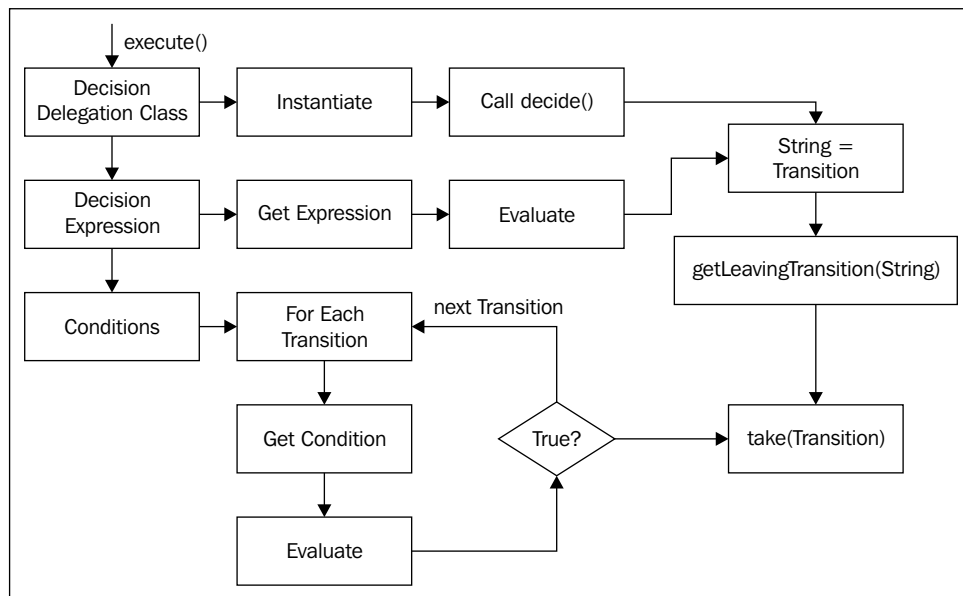 execute()
Decision
Delegation Class
Instantiate
Call decide()
String =
Transition
Decision
Expression
Get Expression
Evaluate
getLeavingTransition(String)
Conditions
For Each
Transition
next Transition
Get Condition
True?
take(Transition)
Evaluate